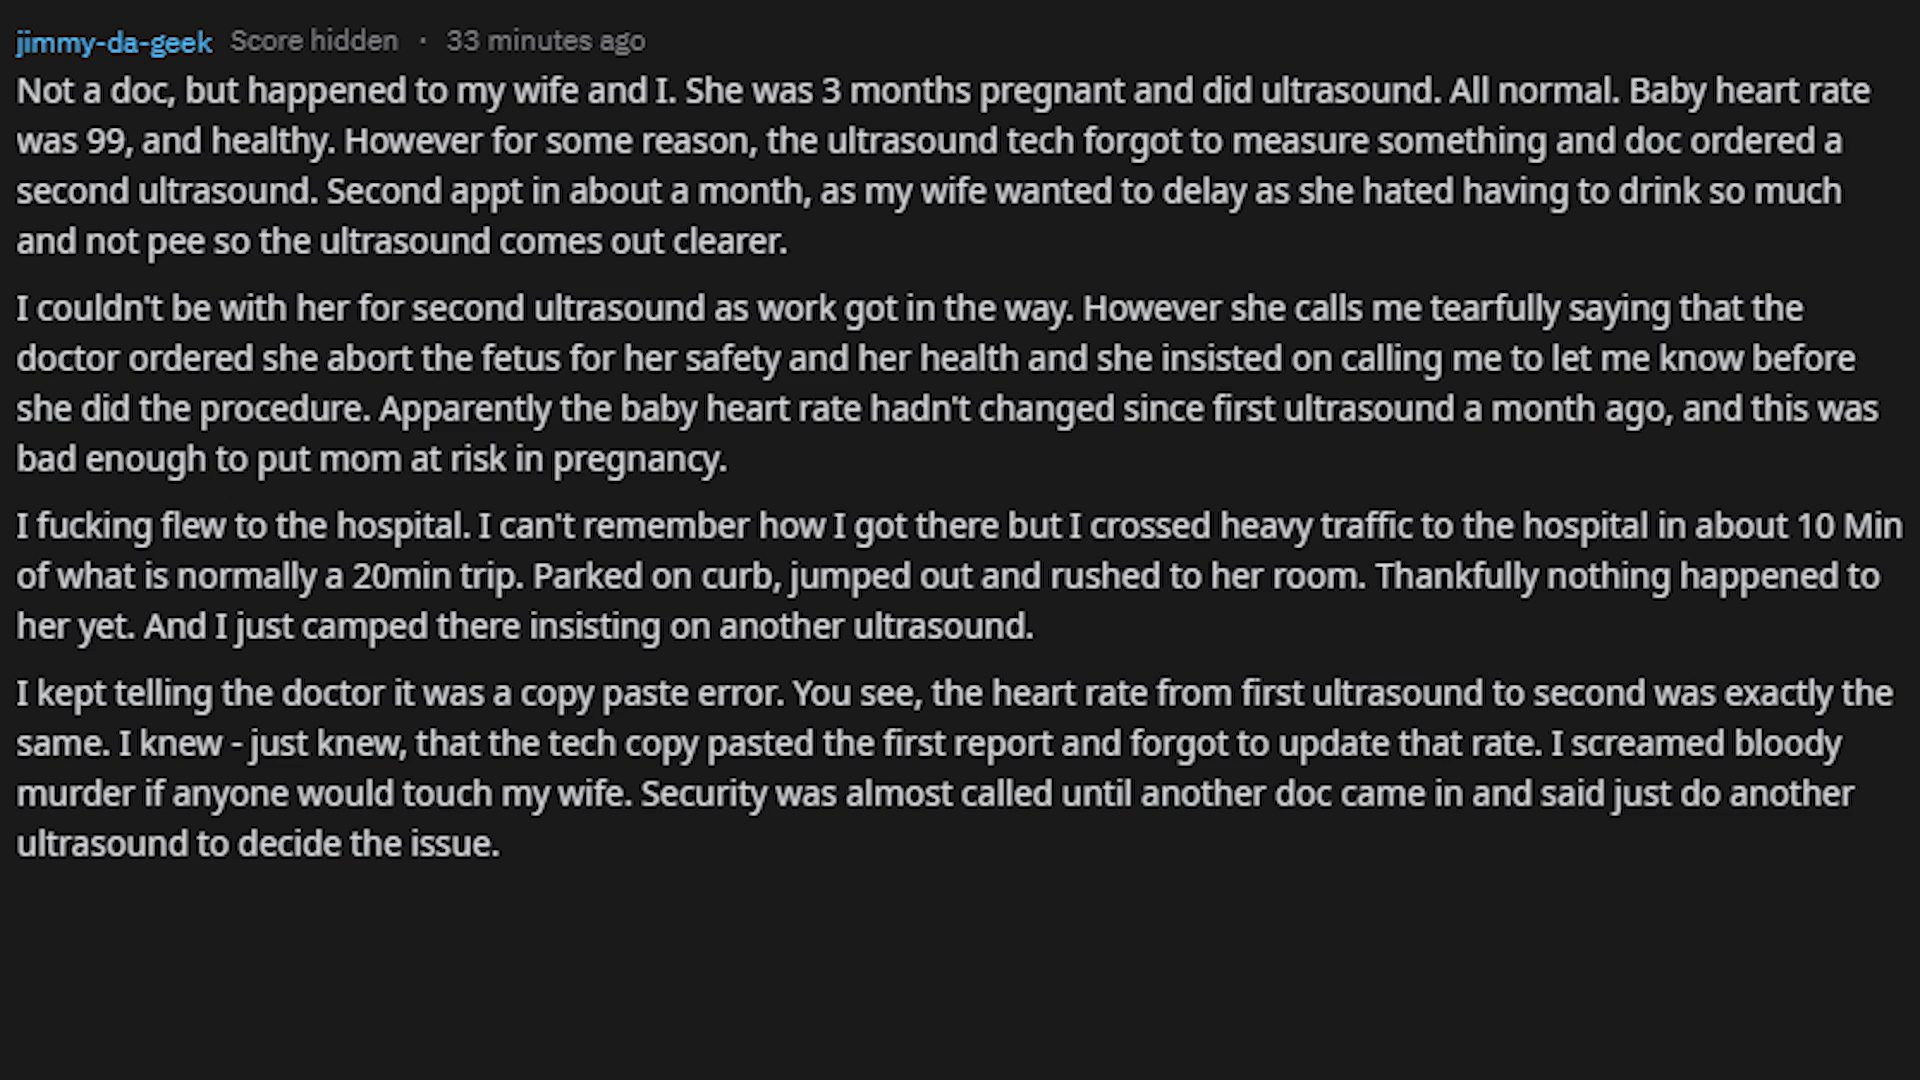 jimmy-da-geek Score hidden · 33 minutes ago
Not a doc, but happened to my wife and I. She was 3 months pregnant and did ultrasound. All normal. Baby heart rate
was 99, and healthy. However for some reason, the ultrasound tech forgot to measure something and doc ordered a
second ultrasound. Second appt in about a month, as my wife wanted to delay as she hated having to drink so much
and not pee so the ultrasound comes out clearer.
I couldn't be with her for second ultrasound as work got in the way. However she calls me tearfully saying that the
doctor ordered she abort the fetus for her safety and her health and she insisted on calling me to let me know before
she did the procedure. Apparently the baby heart rate hadn't changed since first ultrasound a month ago, and this was
bad enough to put mom at risk in pregnancy.
I fucking flew to the hospital. I can't remember how I got there but I crossed heavy traffic to the hospital in about 10 Min
of what is normally a 20min trip. Parked on curb, jumped out and rushed to her room. Thankfully nothing happened to
her yet. And I just camped there insisting on another ultrasound.
I kept telling the doctor it was a copy paste error. You see, the heart rate from first ultrasound to second was exactly the
same. I knew - just knew, that the tech copy pasted the first report and forgot to update that rate. I screamed bloody
murder if anyone would touch my wife. Security was almost called until another doc came in and said just do another
ultrasound to decide the issue.